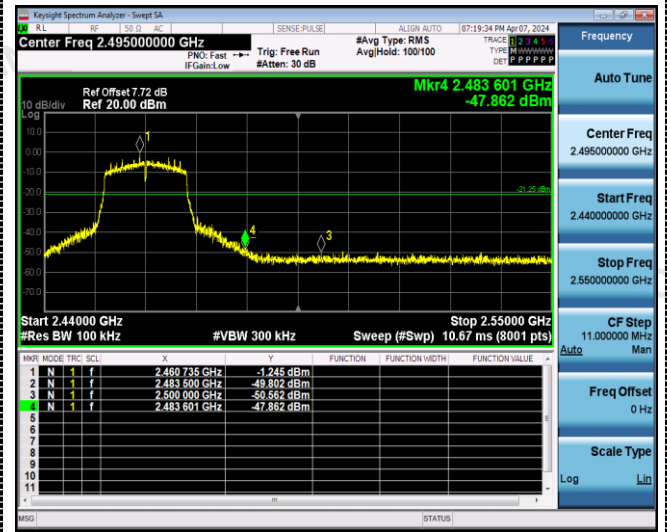 Keysight Spectrum Analyzer - Swept SA
RL RF 50 Ω AC SENSE:PULSE ALIGN AUTO 07:19:34 PM Apr 07, 2024
Center Freq 2.495000000 GHz #Avg Type: RMS TRACE 1 2 3 4 5 6
PNO: Fast Trig: Free Run Avg|Hold: 100/100 TYPE M W W W W W
IFGain:Low #Atten: 30 dB DET P P P P P P
Mkr4 2.483 601 GHz
Ref Offset 7.72 dB
10 dB/div Ref 20.00 dBm -47.862 dBm
Log
10.0
0.00
-10.0
-20.0
-30.0
-40.0
-50.0
-60.0
-70.0
1
-21.25 dBm
4
3
Start 2.44000 GHz Stop 2.55000 GHz
#Res BW 100 kHz #VBW 300 kHz Sweep (#Swp) 10.67 ms (8001 pts)
MKR MODE TRC SCL X Y FUNCTION FUNCTION WIDTH FUNCTION VALUE
1 N 1 f 2.460 735 GHz -1.245 dBm
2 N 1 f 2.483 500 GHz -49.802 dBm
3 N 1 f 2.500 000 GHz -50.562 dBm
4 N 1 f 2.483 601 GHz -47.862 dBm
5
6
7
8
9
10
11
MSG STATUS
Frequency
Auto Tune
Center Freq
2.495000000 GHz
Start Freq
2.440000000 GHz
Stop Freq
2.550000000 GHz
CF Step
11.000000 MHz
Auto Man
Freq Offset
0 Hz
Scale Type
Log Lin